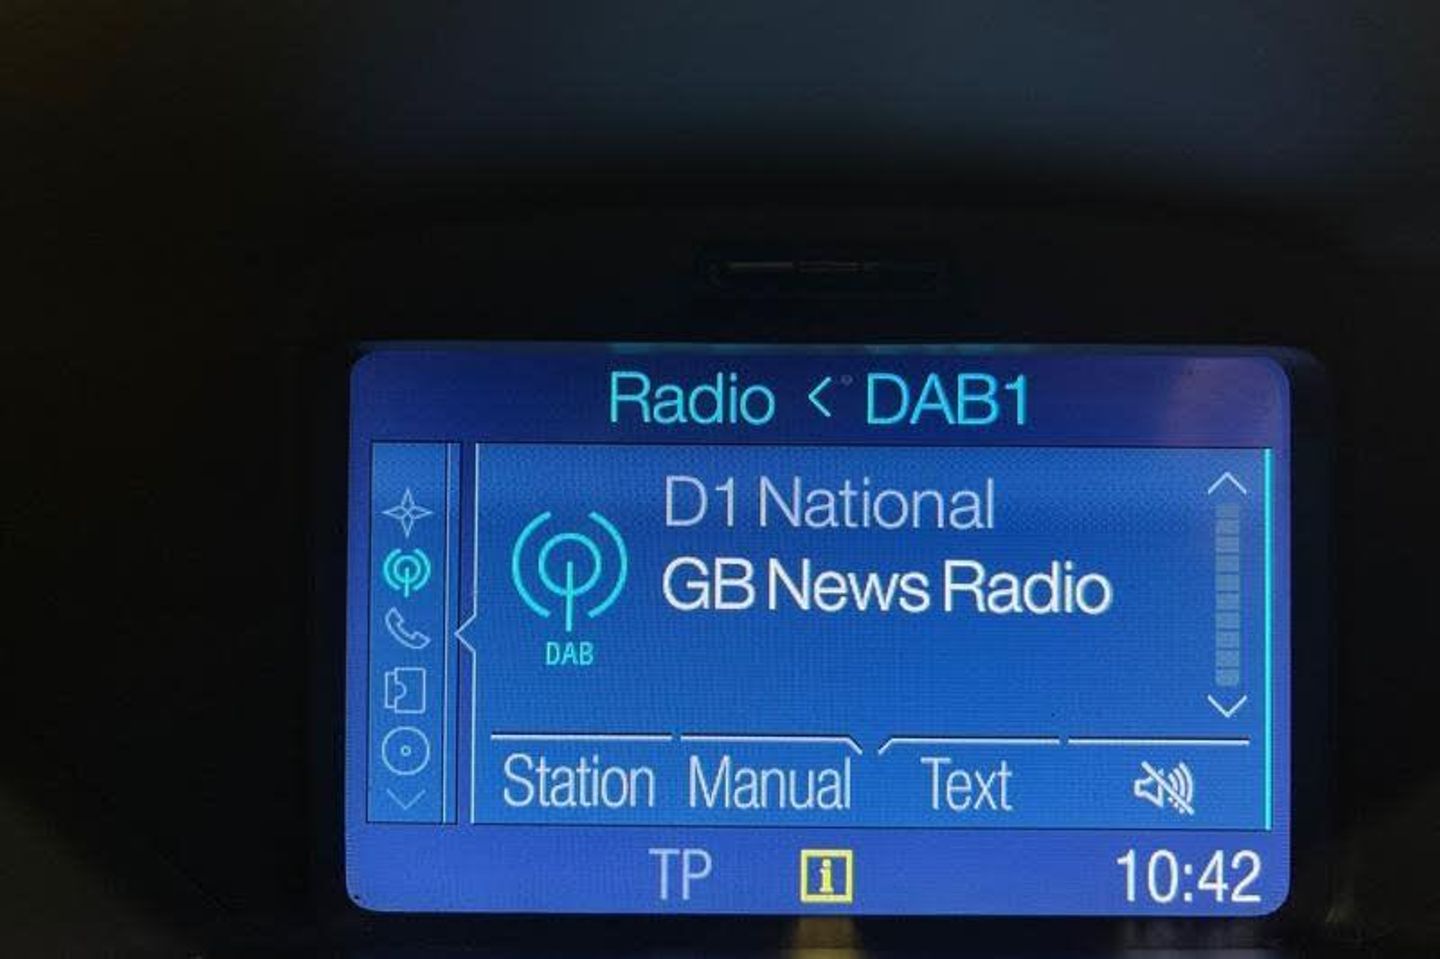 Radio < DAB1
D1 National
GB News Radio
DAB
Station Manual Text
TP i 10:42